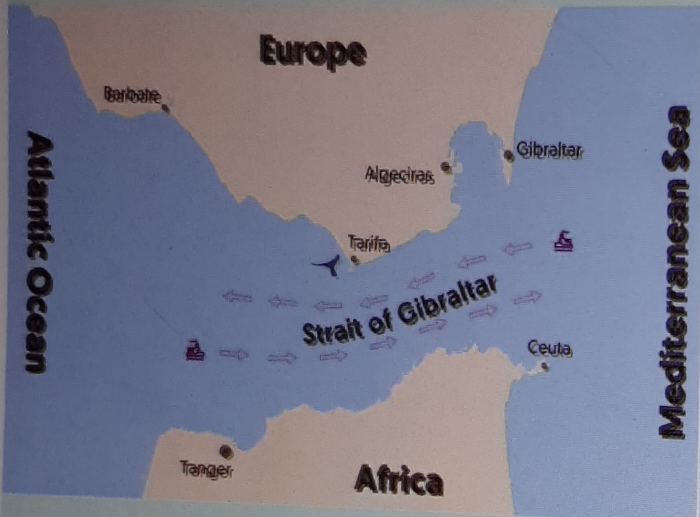 Europe
Barbate
Gibraltar
Algeciras
Atlantic Ocean
Mediterranean Sea
Tarifa
Strait of Gibraltar
Ceuta
Tanger
Africa